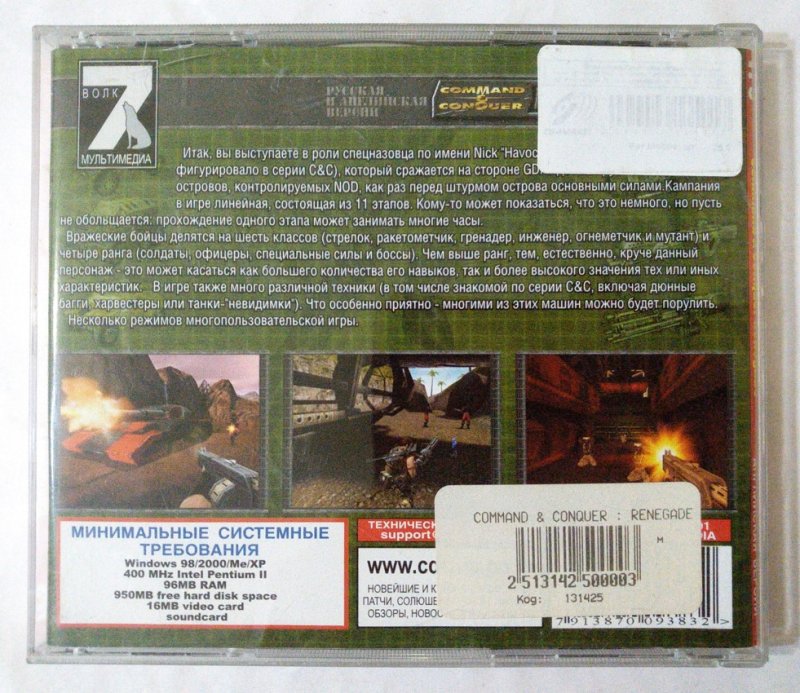 ВОЛК
7
МУЛЬТИМЕДИА
РУССКАЯ
И АНГЛИЙСКАЯ
ВЕРСИИ
COMMAND
&
CONQUER
Итак, вы выступаете в роли спецназовца по имени Nick "Havoc
фигурировало в серии C&C), который сражается на стороне GD
островов, контролируемых NOD, как раз перед штурмом острова основными силами.Кампания
в игре линейная, состоящая из 11 этапов. Кому-то может показаться, что это немного, но пусть
не обольщается: прохождение одного этапа может занимать многие часы.
Вражеские бойцы делятся на шесть классов (стрелок, ракетометчик, гренадер, инженер, огнеметчик и мутант) и
четыре ранга (солдаты, офицеры, специальные силы и боссы). Чем выше ранг, тем, естественно, круче данный
персонаж - это может касаться как большего количества его навыков, так и более высокого значения тех или иных
характеристик. В игре также много различной техники (в том числе знакомой по серии C&C, включая дюнные
багги, харвестеры или танки-"невидимки"). Что особенно приятно - многими из этих машин можно будет порулить.
Несколько режимов многопользовательской игры.
МИНИМАЛЬНЫЕ СИСТЕМНЫЕ
ТРЕБОВАНИЯ
Windows 98/2000/Me/XP
400 MHz Intel Pentium II
96MB RAM
950MB free hard disk space
16MB video card
soundcard
ТЕХНИЧЕС
support
www.cd
НОВЕЙШИЕ И К
ПАТЧИ, СОЛЮШЕ
ОБЗОРЫ, НОВОС
COMMAND & CONQUER : RENEGADE
м
2 513142 500003
Код: 131425
01
DIA
7 913870 093832 >